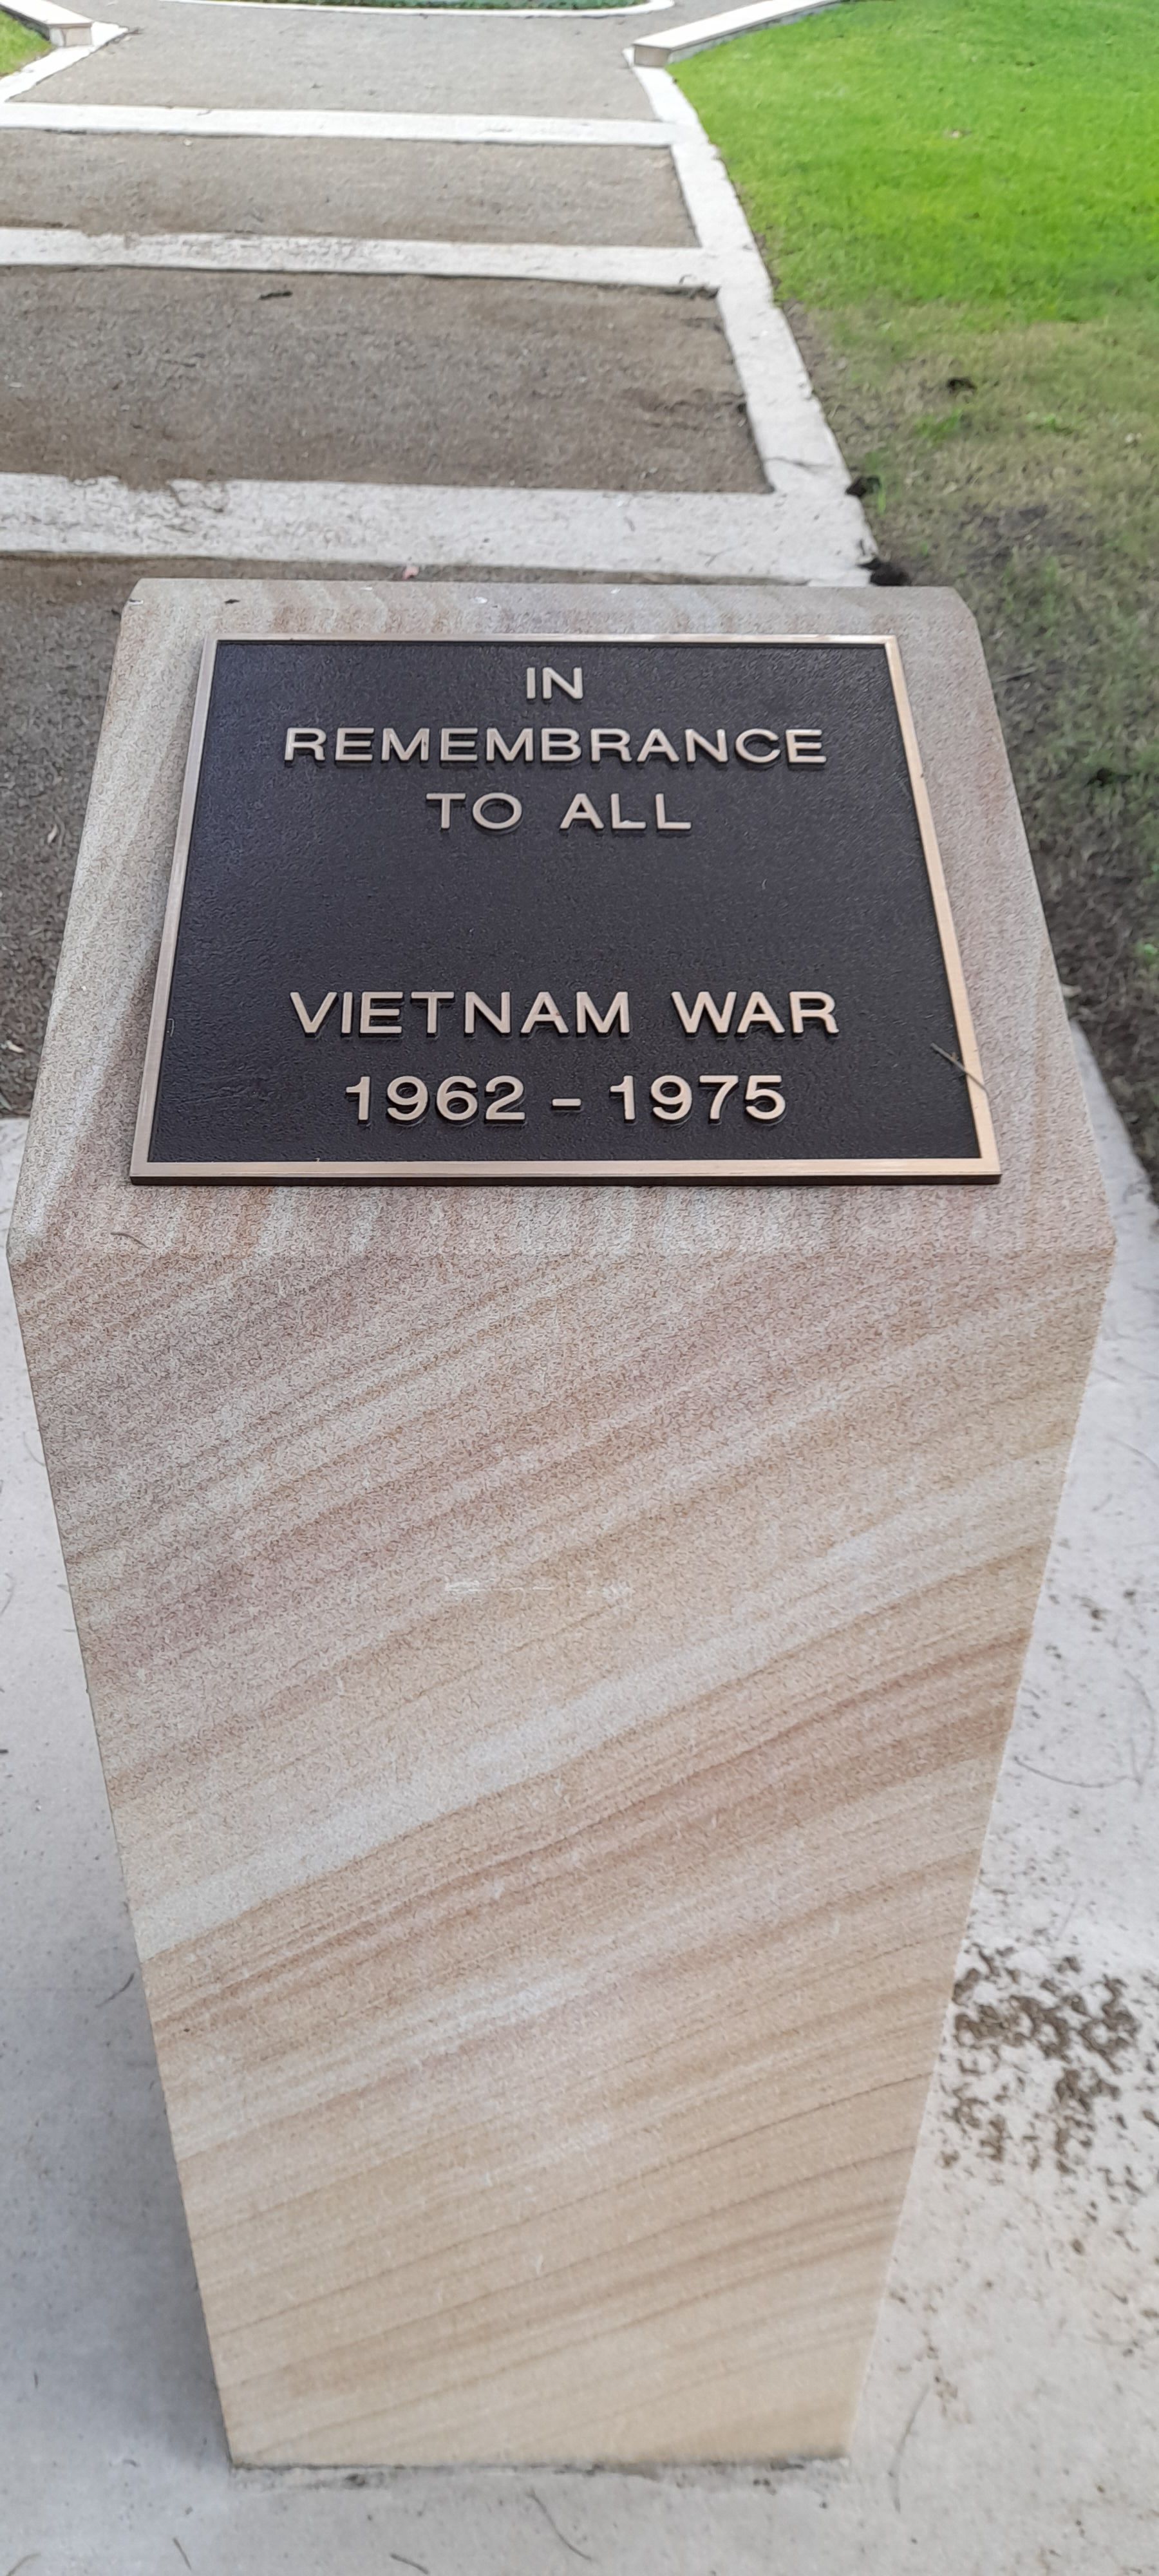 IN
REMEMBRANCE
TO ALL
VIETNAM WAR
1962 - 1975